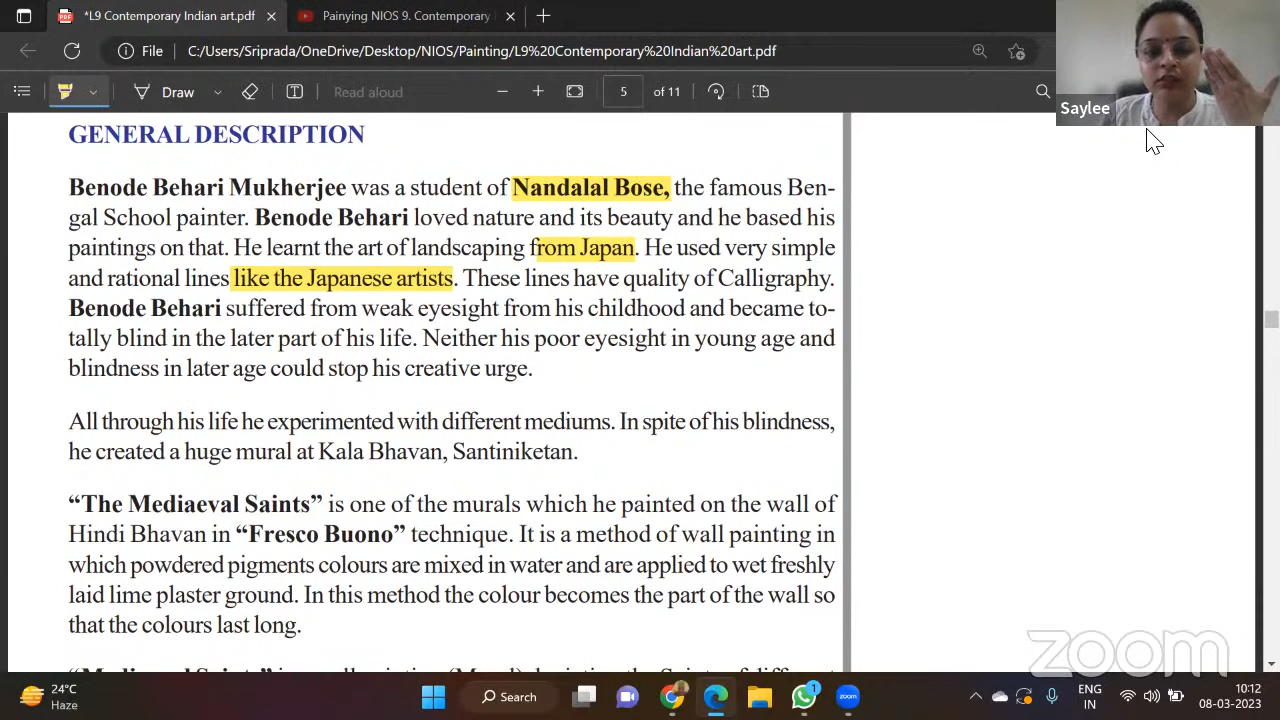 *L9 Contemporary Indian art.pdf
Painying NIOS 9. Contemporary
File
C:/Users/Sriprada/OneDrive/Desktop/NIOS/Painting/L9%20Contemporary%20Indian%20art.pdf
Draw
Read aloud
5
of 11
Saylee
GENERAL DESCRIPTION
Benode Behari Mukherjee was a student of Nandalal Bose, the famous Ben-
gal School painter. Benode Behari loved nature and its beauty and he based his
paintings on that. He learnt the art of landscaping from Japan. He used very simple
and rational lines like the Japanese artists. These lines have quality of Calligraphy.
Benode Behari suffered from weak eyesight from his childhood and became to-
tally blind in the later part of his life. Neither his poor eyesight in young age and
blindness in later age could stop his creative urge.
All through his life he experimented with different mediums. In spite of his blindness,
he created a huge mural at Kala Bhavan, Santiniketan.
“The Mediaeval Saints” is one of the murals which he painted on the wall of
Hindi Bhavan in “Fresco Buono” technique. It is a method of wall painting in
which powdered pigments colours are mixed in water and are applied to wet freshly
laid lime plaster ground. In this method the colour becomes the part of the wall so
that the colours last long.
zoom
24°C
Haze
Search
1
zoom
ENG
IN
10:12
08-03-2023